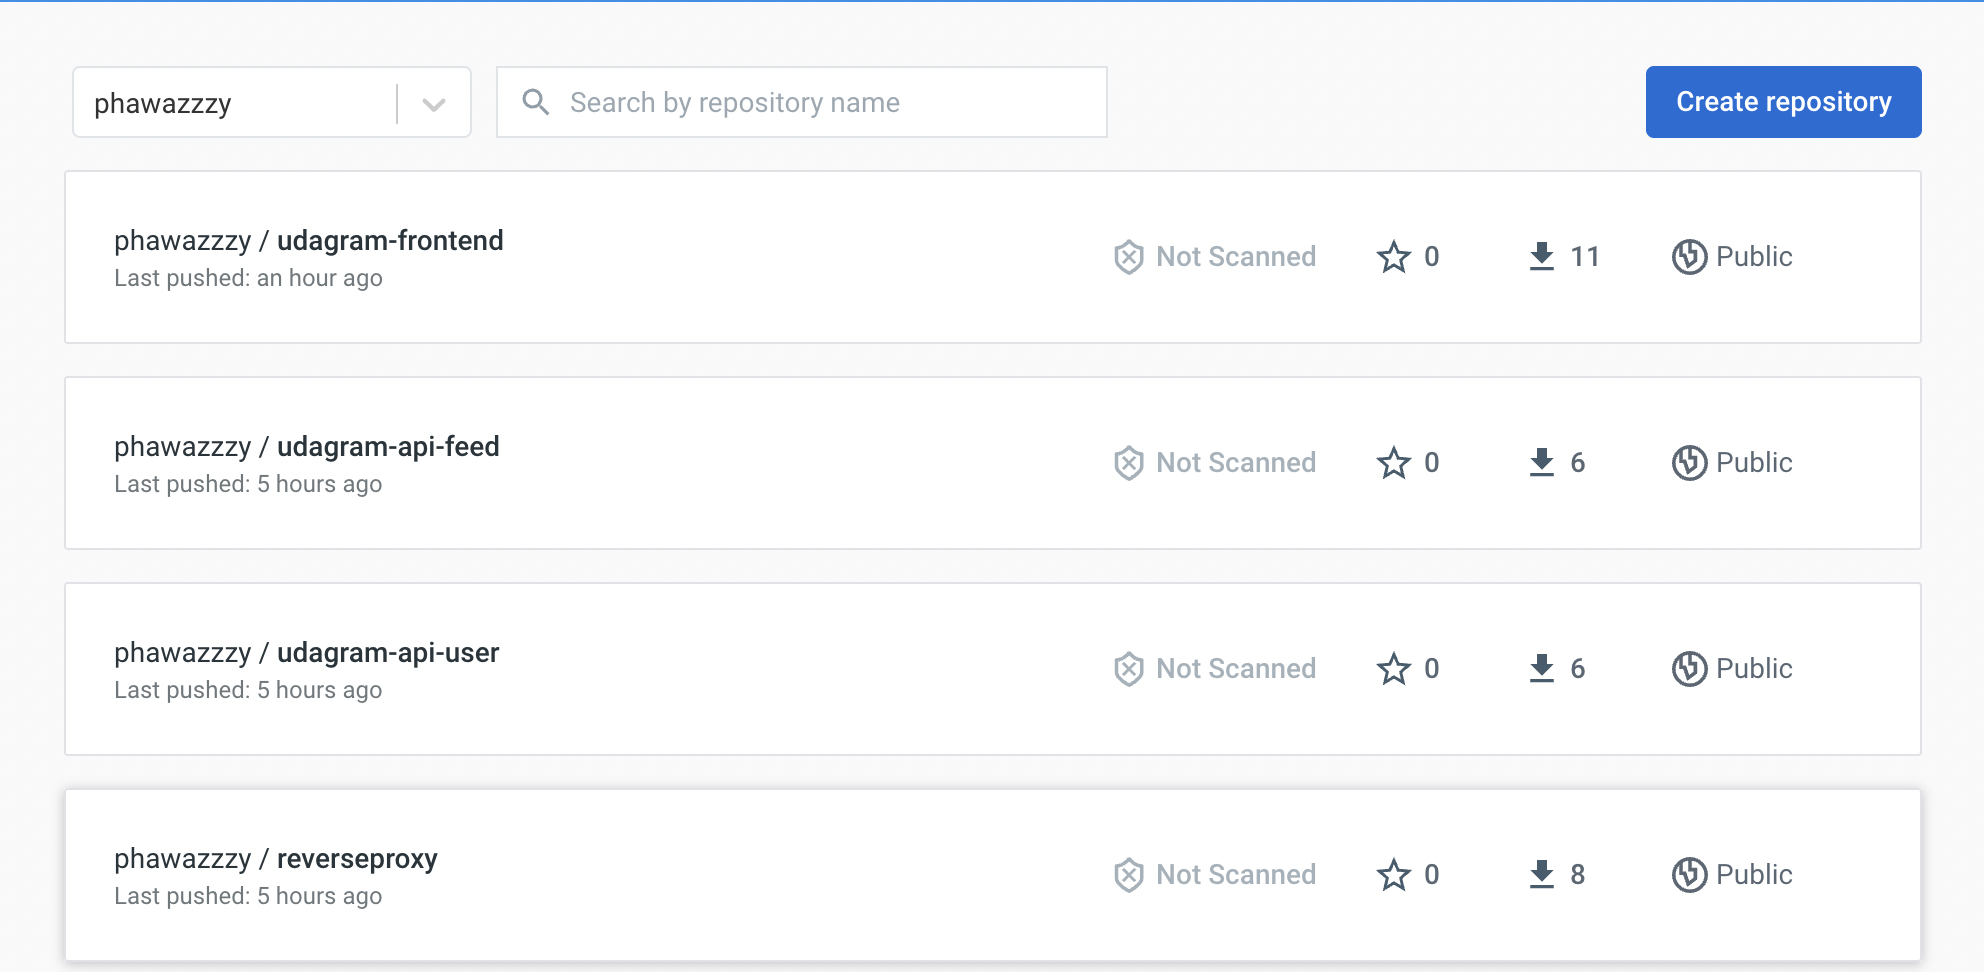 phawazzzy
Search by repository name
Create repository
phawazzzy / udagram-frontend
Last pushed: an hour ago
Not Scanned
0
11
Public
phawazzzy / udagram-api-feed
Last pushed: 5 hours ago
Not Scanned
0
6
Public
phawazzzy / udagram-api-user
Last pushed: 5 hours ago
Not Scanned
0
6
Public
phawazzzy / reverseproxy
Last pushed: 5 hours ago
Not Scanned
0
8
Public